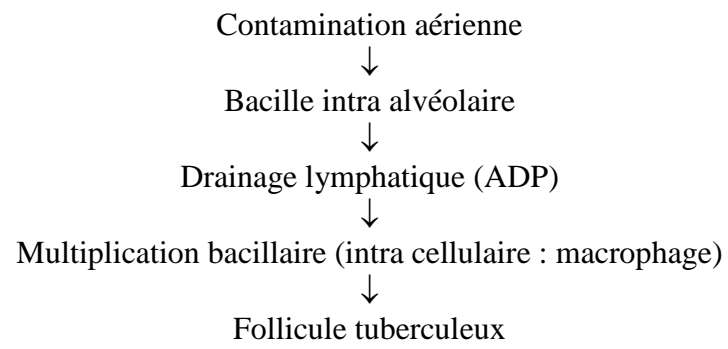 Contamination aérienne
↓
Bacille intra alvéolaire
↓
Drainage lymphatique (ADP)
↓
Multiplication bacillaire (intra cellulaire : macrophage)
↓
Follicule tuberculeux